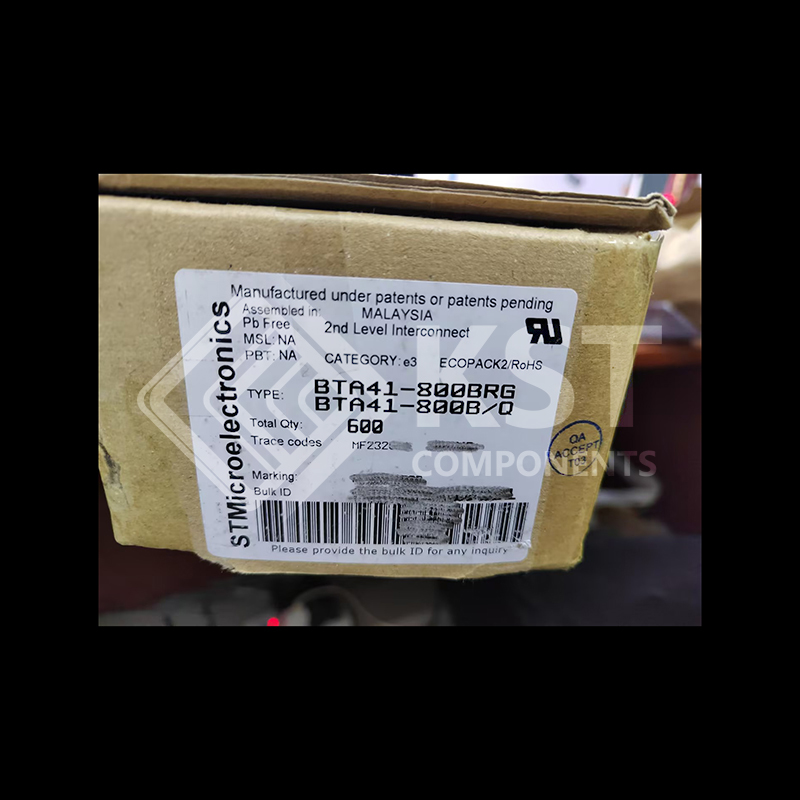 STMicroelectronics
Manufactured under patents or patents pending
Assembled in: MALAYSIA
Pb Free 2nd Level Interconnect
MSL: NA
PBT: NA CATEGORY: e3 ECOPACK2/RoHS
TYPE: BTA41-800BRG
BTA41-800B/Q
Total Qty: 600
Trace codes MF232
Marking:
Bulk ID
Please provide the bulk ID for any inquiry
QA
ACCEPT
103
KST
COMPONENTS